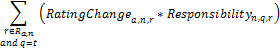 ∑ (RatingChange_{a,n,r} * Responsibility_{n,q,r})
r∈R_{a,n}
and q=t